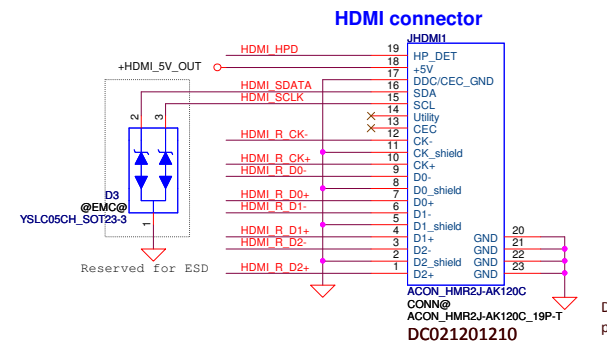 HDMI connector
JHDMI1
HDMI_HPD 19 HP_DET
+HDMI_5V_OUT 18 +5V
17 DDC/CEC_GND
HDMI_SDATA 16 SDA
HDMI_SCLK 15 SCL
14 Utility
13 CEC
HDMI_R_CK- 12 CK-
11 CK_shield
HDMI_R_CK+ 10 CK+
HDMI_R_D0- 9 D0-
8 D0_shield
HDMI_R_D0+ 7 D0+
HDMI_R_D1- 6 D1-
5 D1_shield
HDMI_R_D1+ 4 D1+ GND 20
HDMI_R_D2- 3 D2- GND 21
2 D2_shield GND 22
HDMI_R_D2+ 1 D2+ GND 23
2 3
D3
@EMC@
YSLC05CH_SOT23-3
1
Reserved for ESD
ACON_HMR2J-AK120C
CONN@
ACON_HMR2J-AK120C_19P-T
DC021201210
D
p